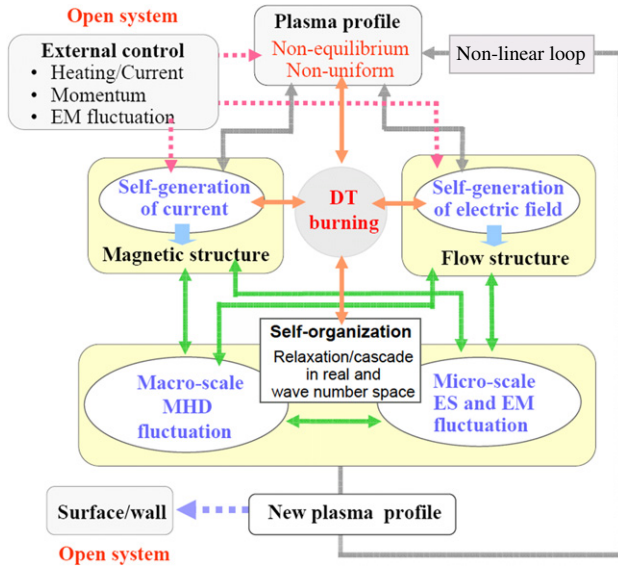 Open system
External control
• Heating/Current
• Momentum
• EM fluctuation
Plasma profile
Non-equilibrium
Non-uniform
Non-linear loop
Self-generation
of current
Magnetic structure
DT
burning
Self-generation
of electric field
Flow structure
Self-organization
Relaxation/cascade
in real and
wave number space
Macro-scale
MHD
fluctuation
Micro-scale
ES and EM
fluctuation
Surface/wall
New plasma profile
Open system